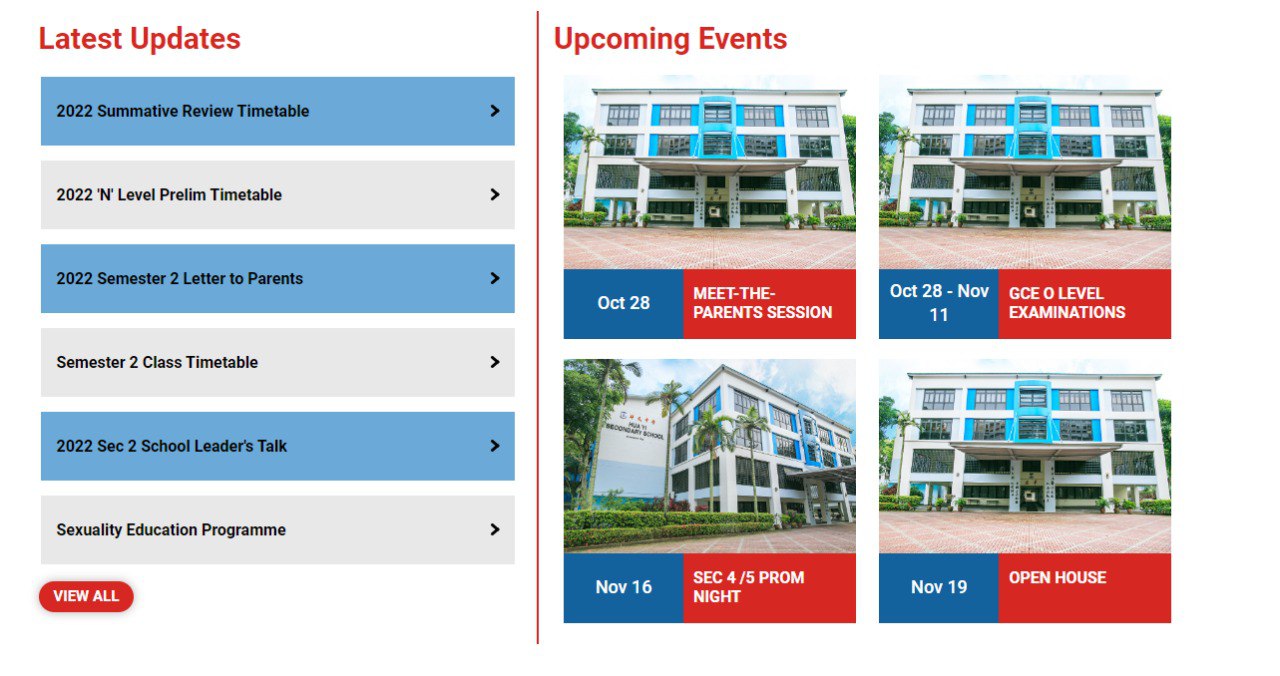 Latest Updates
2022 Summative Review Timetable
2022 'N' Level Prelim Timetable
2022 Semester 2 Letter to Parents
Semester 2 Class Timetable
2022 Sec 2 School Leader's Talk
Sexuality Education Programme
VIEW ALL
Upcoming Events
Oct 28
MEET-THE-
PARENTS SESSION
Oct 28 - Nov
11
GCE O LEVEL
EXAMINATIONS
HUA YI
SECONDARY SCHOOL
Nov 16
SEC 4 /5 PROM
NIGHT
Nov 19
OPEN HOUSE